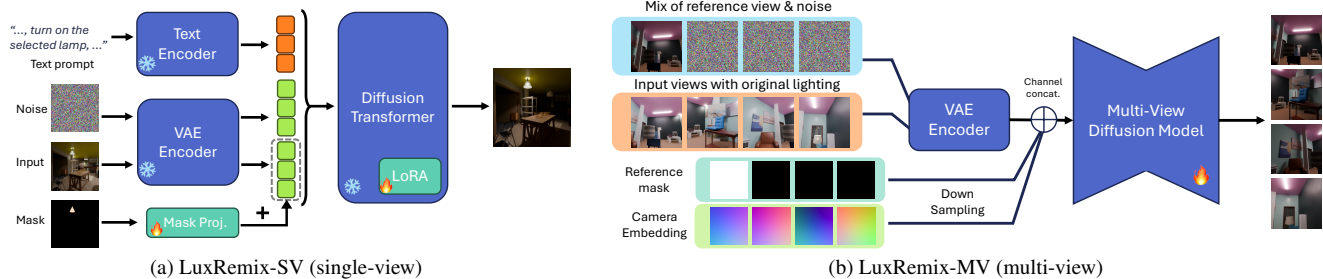 “..., turn on the
selected lamp, ...”
Text prompt
Text
Encoder
Noise
VAE
Encoder
Input
Mask
Mask Proj.
+
Diffusion
Transformer
LoRA
(a) LuxRemix-SV (single-view)
Mix of reference view & noise
Input views with original lighting
VAE
Encoder
Channel
concat.
Multi-View
Diffusion Model
Reference
mask
Down
Sampling
Camera
Embedding
(b) LuxRemix-MV (multi-view)